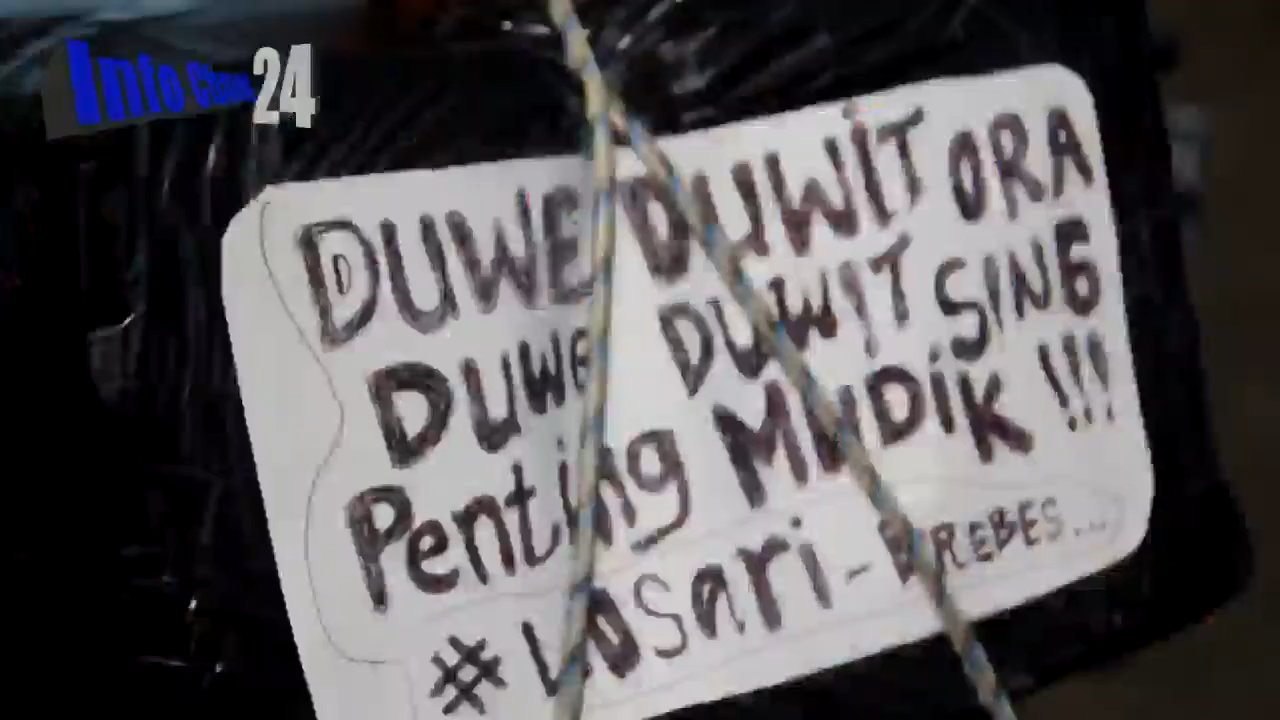 Info 24
DUWE DUWIT ORA
DUWE DUWIT SING
Penting MUDIK !!!
# LOSari - BREBES...